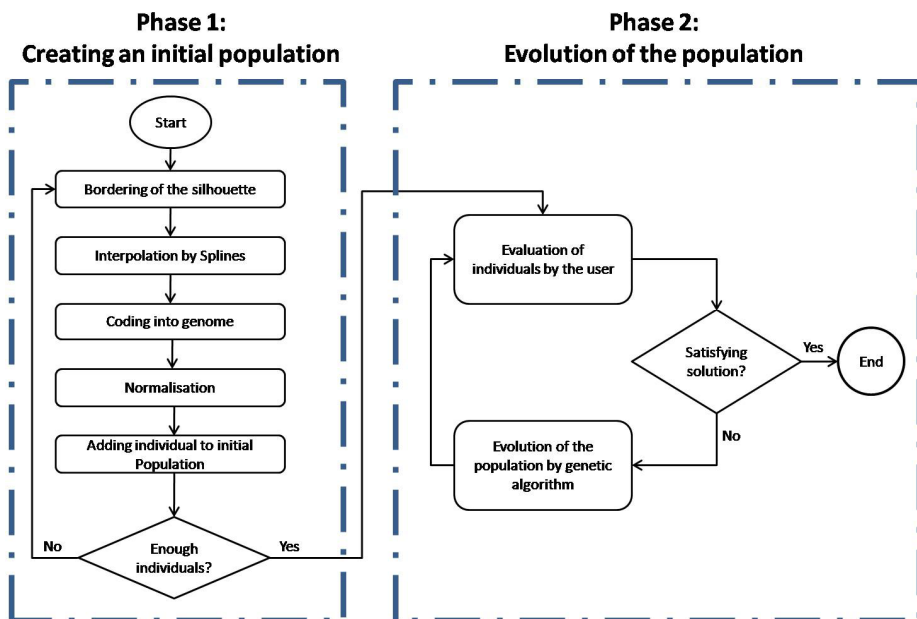 Phase 1:
Creating an initial population
Start
Bordering of the silhouette
Interpolation by Splines
Coding into genome
Normalisation
Adding individual to initial
Population
Enough
individuals?
No
Yes
Phase 2:
Evolution of the population
Evaluation of
individuals by the user
Satisfying
solution?
Yes
End
No
Evolution of the
population by genetic
algorithm